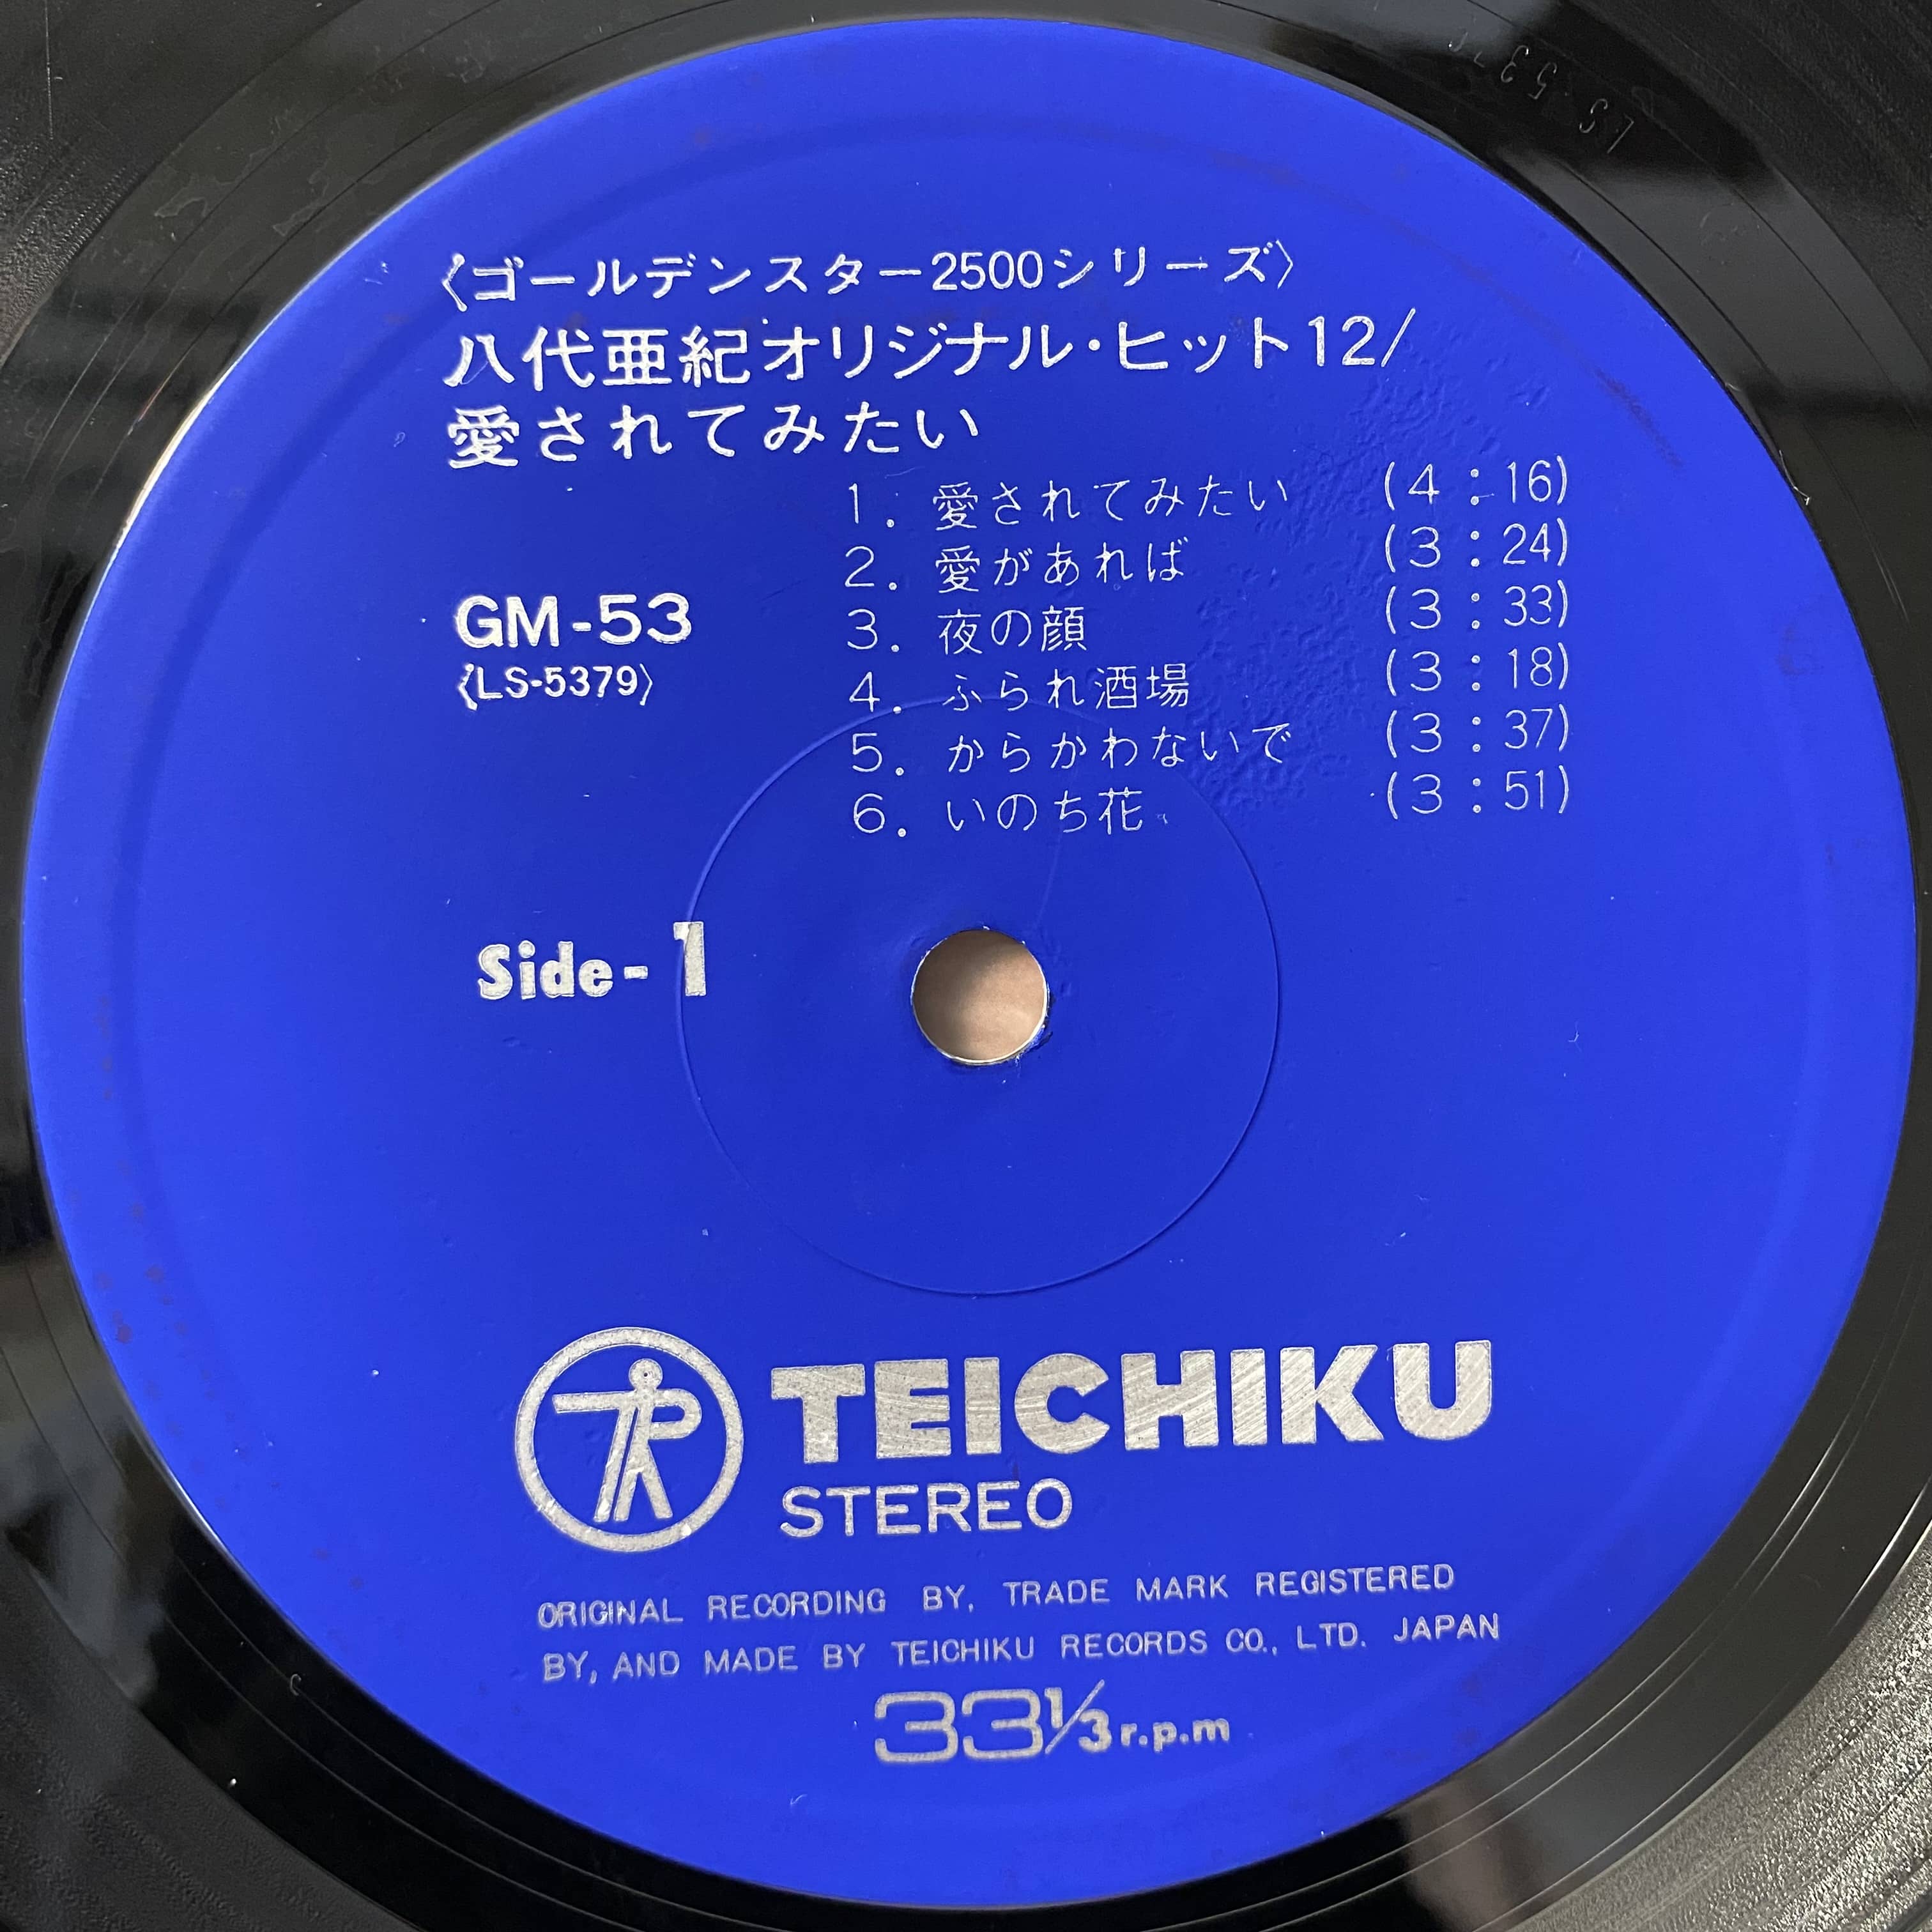 〈ゴールデンスター2500シリーズ〉
八代亜紀オリジナル・ヒット12/
愛されてみたい
1. 愛されてみたい (4:16)
2. 愛があれば (3:24)
3. 夜の顔 (3:33)
4. ふられ酒場 (3:18)
5. からかわないで (3:37)
6. いのち花 (3:51)
GM-53
〈LS-5379〉
Side-1
TEICHIKU
STEREO
ORIGINAL RECORDING BY, TRADE MARK REGISTERED
BY, AND MADE BY TEICHIKU RECORDS CO., LTD. JAPAN
33 1/3 r.p.m